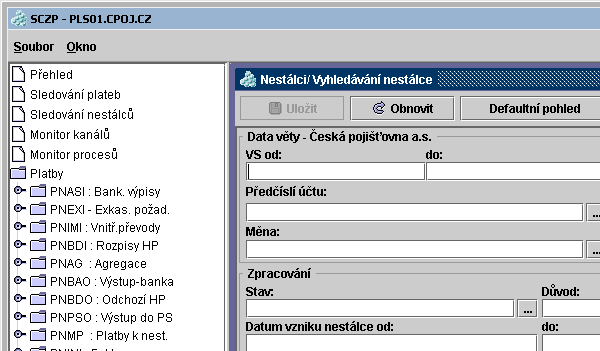 SCZP - PLS01.CPOJ.CZ
Soubor Okno
Přehled
Sledování plateb
Sledování nestálců
Monitor kanálů
Monitor procesů
Platby
PNASI : Bank. výpisy
PNEXI - Exkas. požad.
PNIMI : Vnitř.převody
PNBDI : Rozpisy HP
PNAG : Agregace
PNBAO : Výstup-banka
PNBDO : Odchozí HP
PNPSO : Výstup do PS
PNMP : Platby k nest.
Nestálci/ Vyhledávání nestálce
Uložit Obnovit Defaultní pohled
Data věty - Česká pojišťovna a.s.
VS od: do:
Předčíslí účtu:
...
Měna:
...
Zpracování
Stav: Důvod:
...
Datum vzniku nestálce od: do: